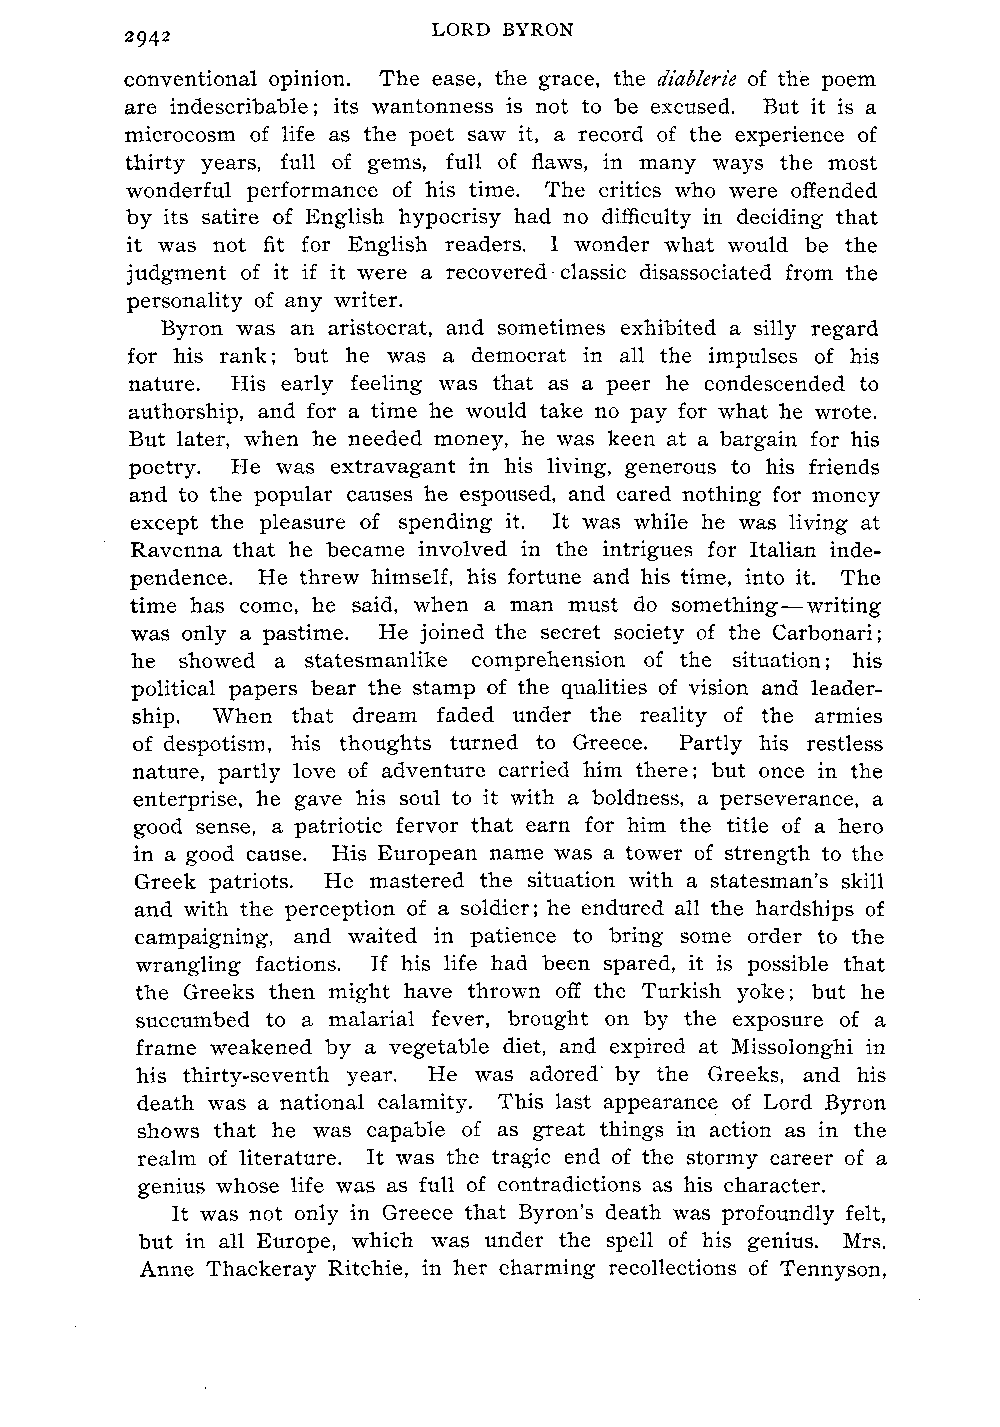 2942
LORD BYRON
conventional opinion. The ease, the grace, the diablerie of the poem
are indescribable; its wantonness is not to be excused. But it is a
microcosm of life as the poet saw it, a record of the experience of
thirty years, full of gems, full of flaws, in many ways the most
wonderful performance of his time. The critics who were offended
by its satire of English hypocrisy had no difficulty in deciding that
it was not fit for English readers. I wonder what would be the
judgment of it if it were a recovered classic disassociated from the
personality of any writer.
Byron was an aristocrat, and sometimes exhibited a silly regard
for his rank; but he was a democrat in all the impulses of his
nature. His early feeling was that as a peer he condescended to
authorship, and for a time he would take no pay for what he wrote.
But later, when he needed money, he was keen at a bargain for his
poetry. He was extravagant in his living, generous to his friends
and to the popular causes he espoused, and cared nothing for money
except the pleasure of spending it. It was while he was living at
Ravenna that he became involved in the intrigues for Italian inde-
pendence. He threw himself, his fortune and his time, into it. The
time has come, he said, when a man must do something—writing
was only a pastime. He joined the secret society of the Carbonari;
he showed a statesmanlike comprehension of the situation; his
political papers bear the stamp of the qualities of vision and leader-
ship. When that dream faded under the reality of the armies
of despotism, his thoughts turned to Greece. Partly his restless
nature, partly love of adventure carried him there; but once in the
enterprise, he gave his soul to it with a boldness, a perseverance, a
good sense, a patriotic fervor that earn for him the title of a hero
in a good cause. His European name was a tower of strength to the
Greek patriots. He mastered the situation with a statesman's skill
and with the perception of a soldier; he endured all the hardships of
campaigning, and waited in patience to bring some order to the
wrangling factions. If his life had been spared, it is possible that
the Greeks then might have thrown off the Turkish yoke; but he
succumbed to a malarial fever, brought on by the exposure of a
frame weakened by a vegetable diet, and expired at Missolonghi in
his thirty-seventh year. He was adored by the Greeks, and his
death was a national calamity. This last appearance of Lord Byron
shows that he was capable of as great things in action as in the
realm of literature. It was the tragic end of the stormy career of a
genius whose life was as full of contradictions as his character.
It was not only in Greece that Byron's death was profoundly felt,
but in all Europe, which was under the spell of his genius. Mrs.
Anne Thackeray Ritchie, in her charming recollections of Tennyson,